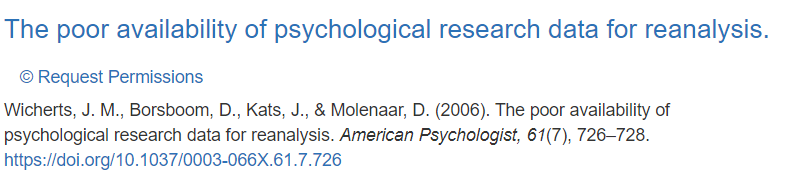 The poor availability of psychological research data for reanalysis.
© Request Permissions
Wicherts, J. M., Borsboom, D., Kats, J., & Molenaar, D. (2006). The poor availability of
psychological research data for reanalysis. American Psychologist, 61(7), 726–728.
https://doi.org/10.1037/0003-066X.61.7.726